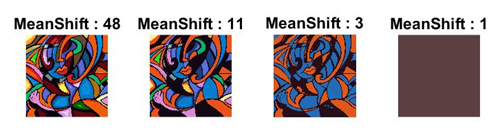 MeanShift : 48
MeanShift : 11
MeanShift : 3
MeanShift : 1